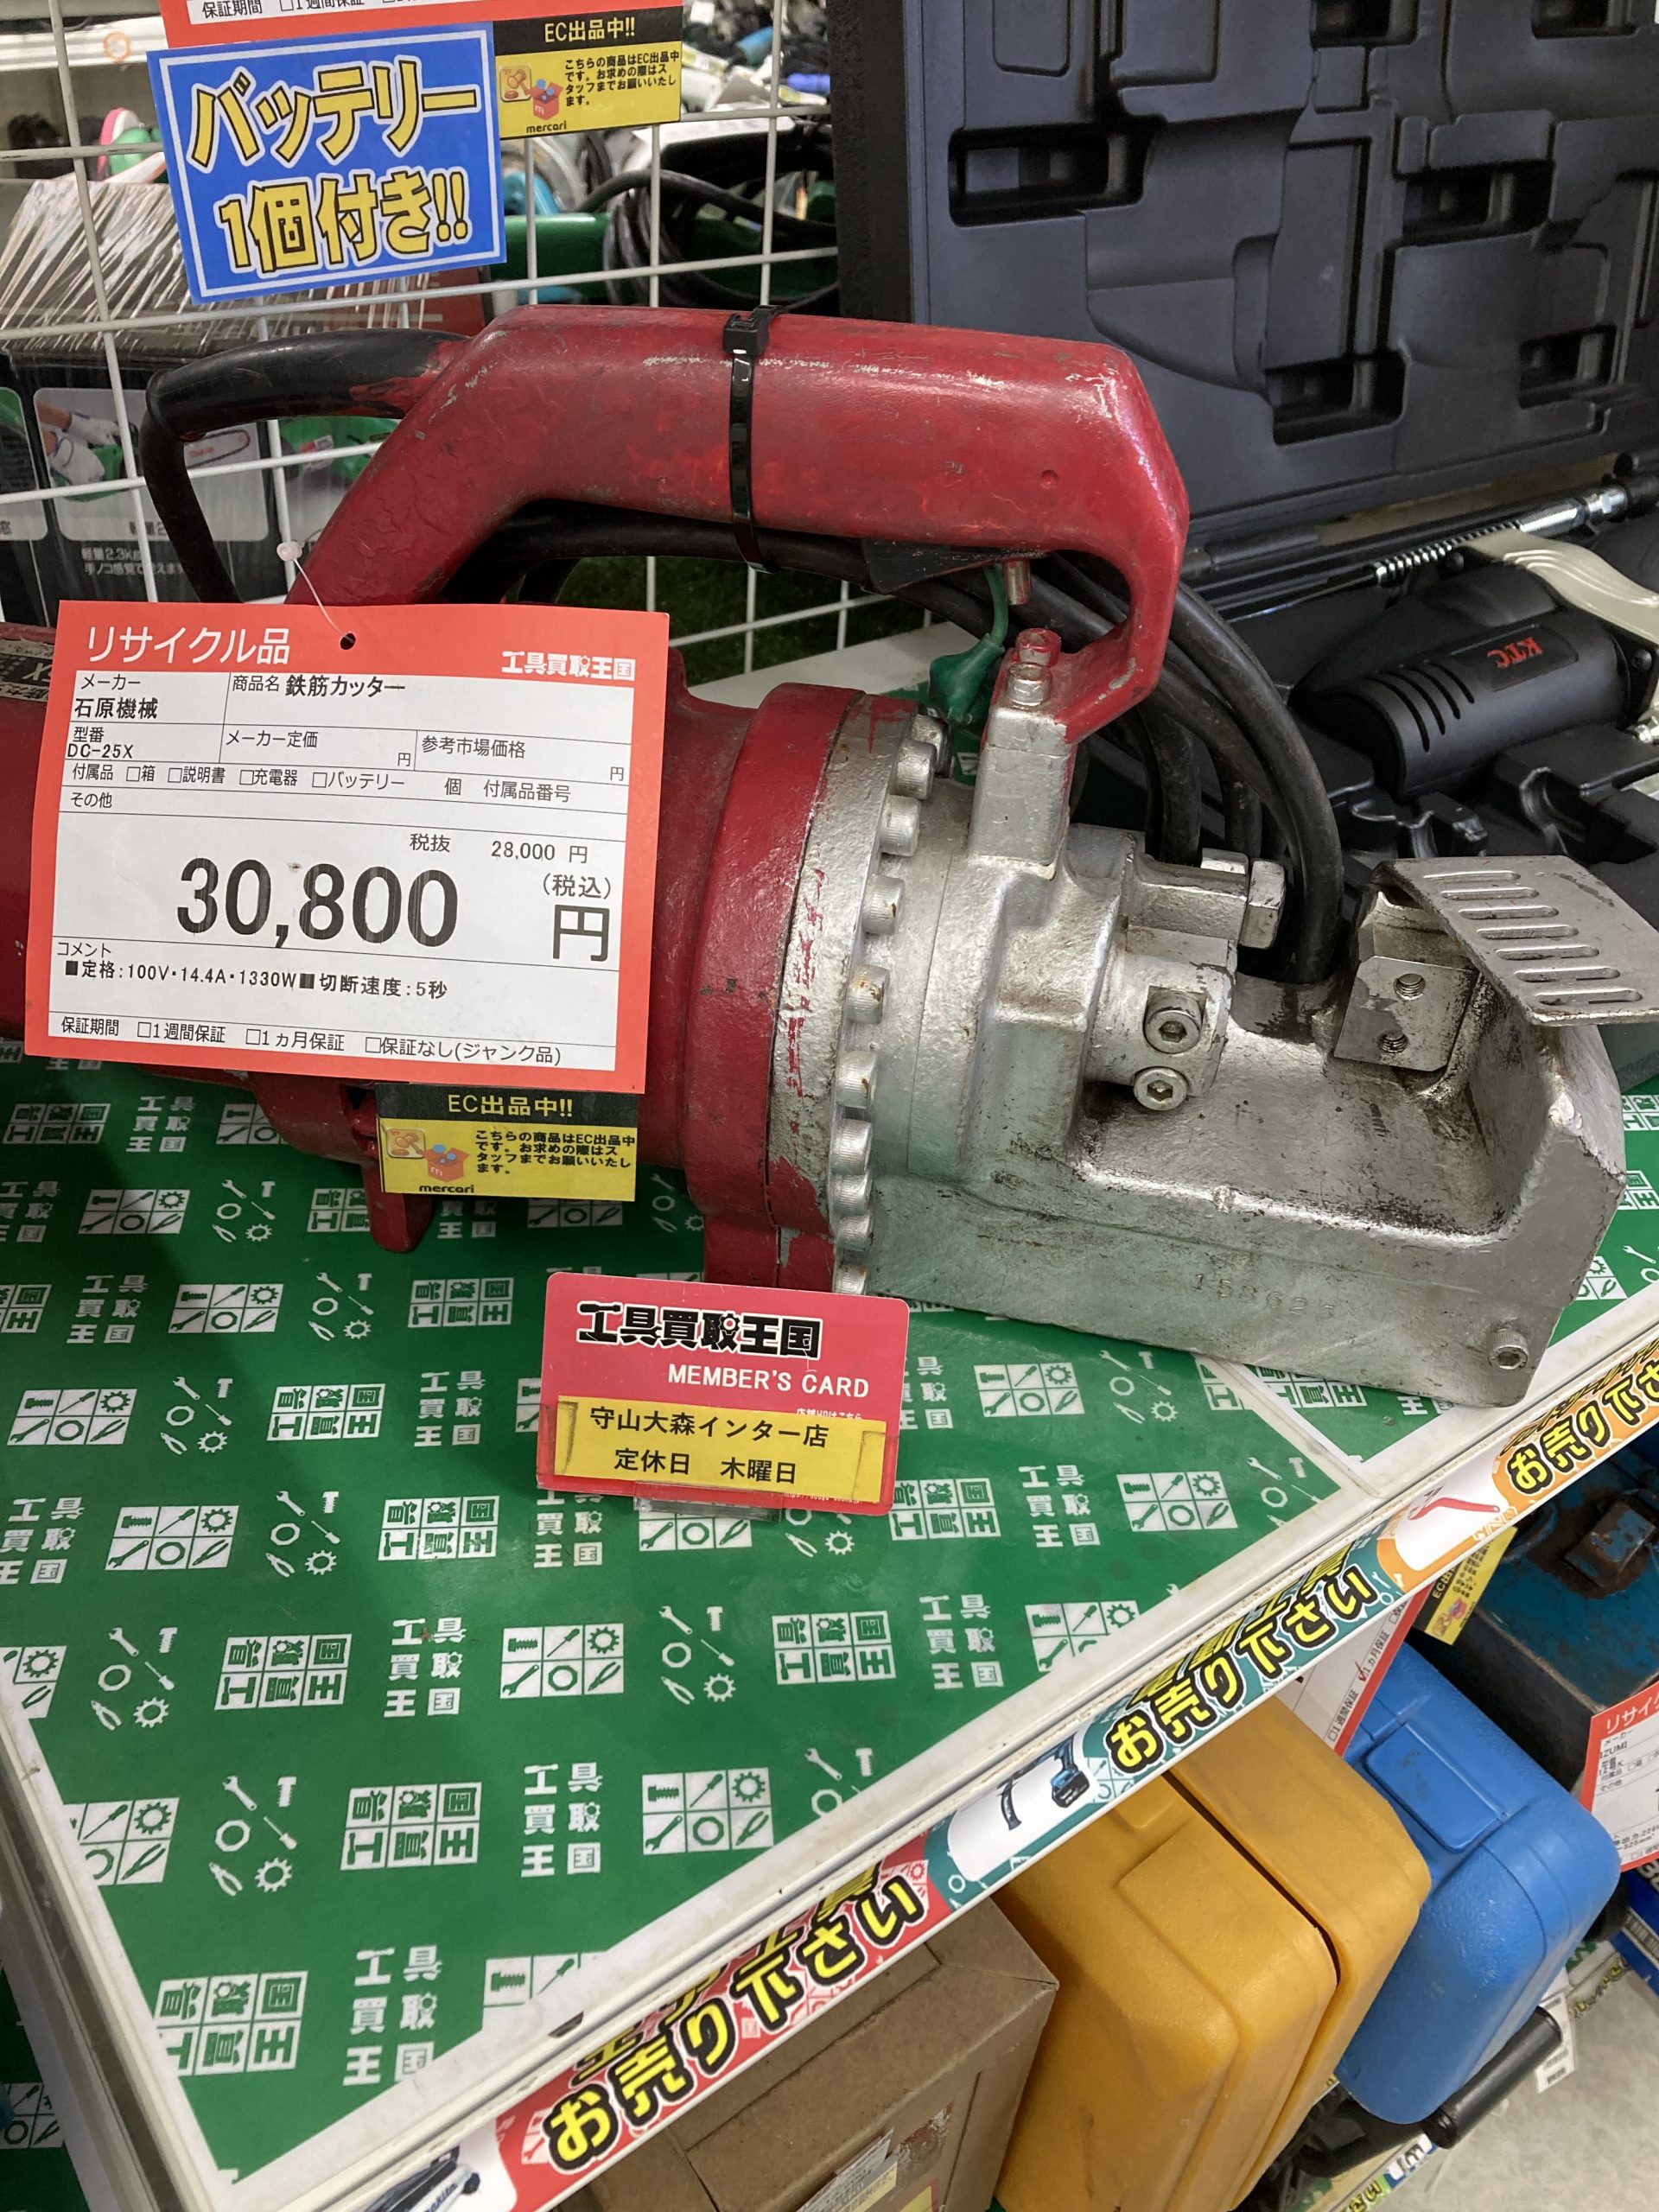 保証期間 □1週間保証
EC出品中!!
こちらの商品はEC出品中
です。お求めの際はス
タッフまでお願いいたし
ます。
mercari
バッテリー
1個付き!!
軽量2.3kg
KTC
リサイクル品
工具買取王国
メーカー
石原機械
商品名 鉄筋カッター
型番
DC-25X
メーカー定価
円
参考市場価格
円
付属品 □箱 □説明書 □充電器 □バッテリー 個 付属品番号
その他
税抜 28,000 円
30,800
(税込)
円
コメント
■定格:100V・14.4A・1330W■切断速度:5秒
保証期間 □1週間保証 □1ヵ月保証 □保証なし(ジャンク品)
EC出品中!!
こちらの商品はEC出品中
です。お求めの際はス
タッフまでお願いいたし
ます。
mercari
工具買取王国
MEMBER'S CARD
守山大森インター店
定休日 木曜日
お売り下さい
お売り下さい
お売り下さ